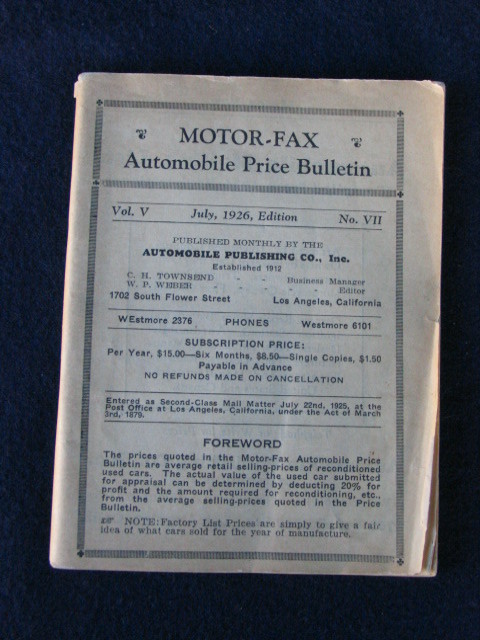 MOTOR-FAX
Automobile Price Bulletin
Vol. V July, 1926, Edition No. VII
PUBLISHED MONTHLY BY THE
AUTOMOBILE PUBLISHING CO., Inc.
Established 1912
C. H. TOWNSEND - - Business Manager
W. P. WEBER - - - - - Editor
1702 South Flower Street Los Angeles, California
WEstmore 2376 PHONES Westmore 6101
SUBSCRIPTION PRICE:
Per Year, $15.00—Six Months, $8.50—Single Copies, $1.50
Payable in Advance
NO REFUNDS MADE ON CANCELLATION
Entered as Second-Class Mail Matter July 22nd, 1925, at the
Post Office at Los Angeles, California, under the Act of March
3rd, 1879.
FOREWORD
The prices quoted in the Motor-Fax Automobile Price
Bulletin are average retail selling-prices of reconditioned
used cars. The actual value of the used car submitted
for appraisal can be determined by deducting 20% for
profit and the amount required for reconditioning, etc.,
from the average selling-prices quoted in the Price
Bulletin.
☞ NOTE: Factory List Prices are simply to give a fair
idea of what cars sold for the year of manufacture.